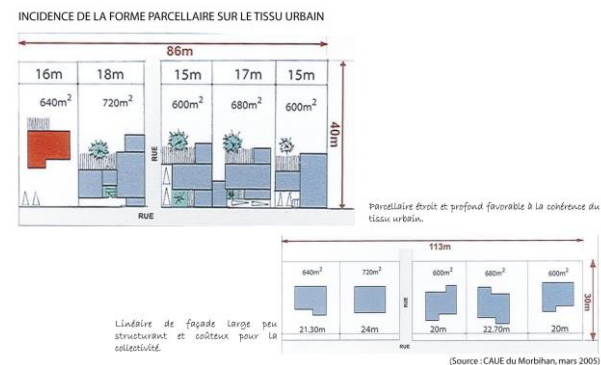 INCIDENCE DE LA FORME PARCELLAIRE SUR LE TISSU URBAIN
86m
16m 18m 15m 17m 15m
640m² 720m² 600m² 680m² 600m²
40m
RUE
RUE
Parcellaire étroit et profond favorable à la cohérence du
tissu urbain.
113m
640m² 720m² 600m² 680m² 600m²
30m
RUE
21.30m 24m 20m 22.70m 20m
RUE
Linéaire de façade large peu
structurant et coûteux pour la
collectivité.
(Source : CAUE du Morbihan, mars 2005)